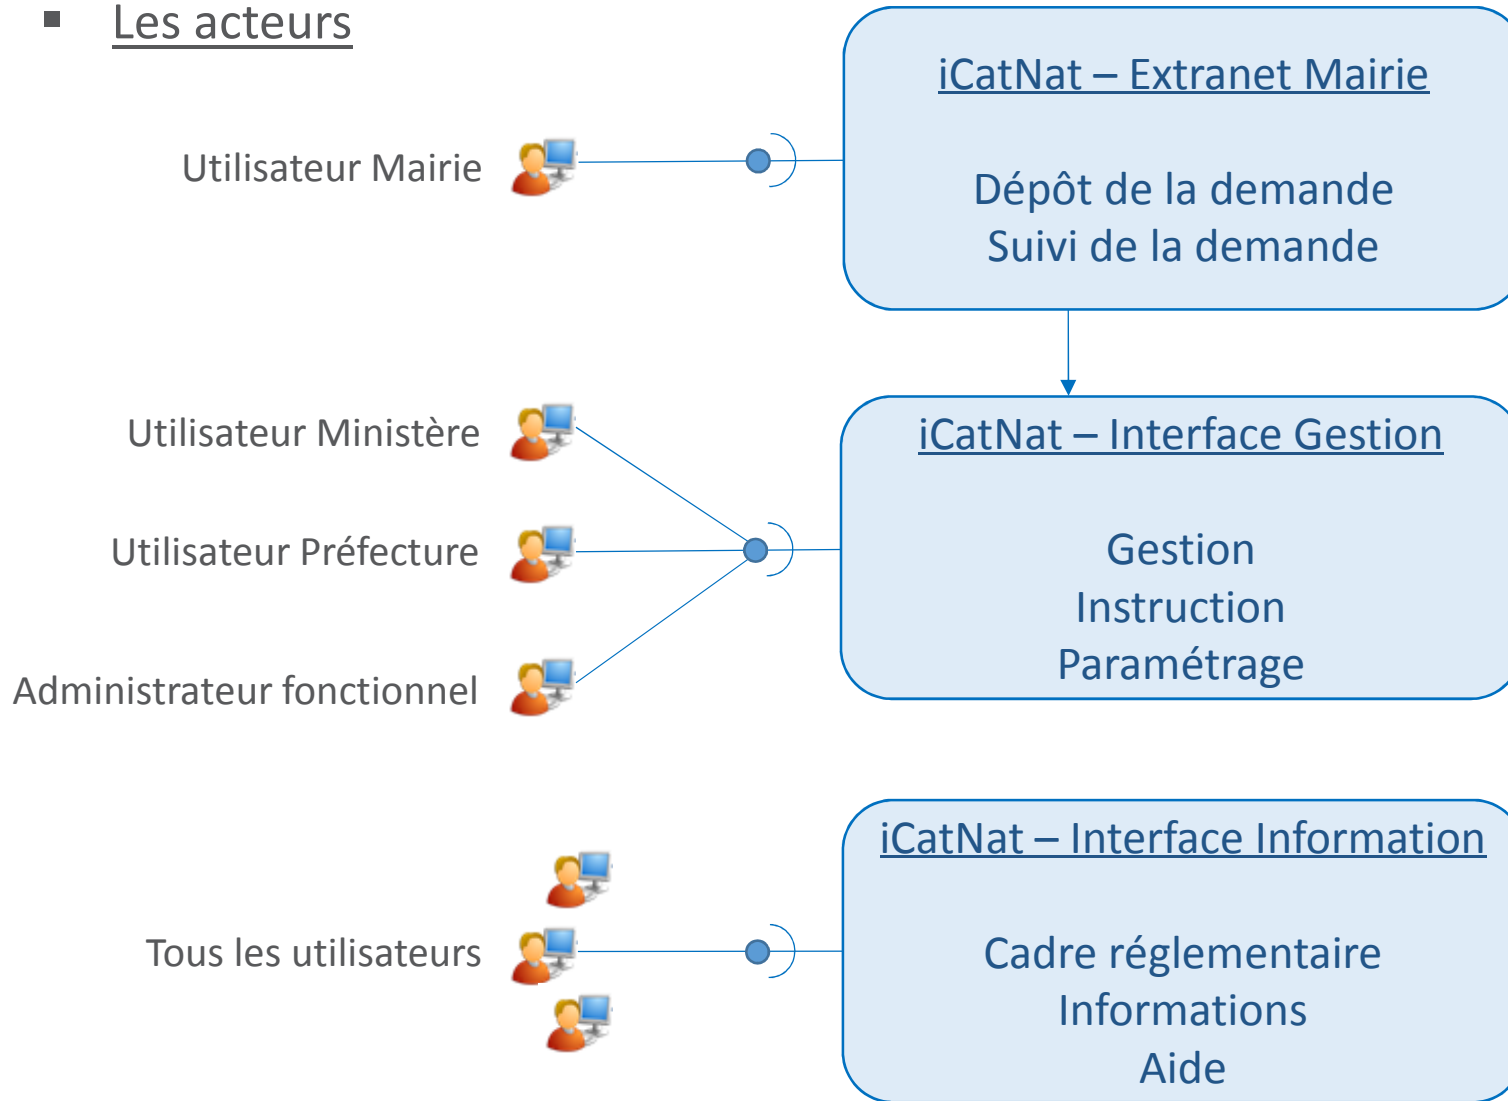 ▪ Les acteurs
iCatNat – Extranet Mairie
Utilisateur Mairie
Dépôt de la demande
Suivi de la demande
Utilisateur Ministère
Utilisateur Préfecture
Administrateur fonctionnel
iCatNat – Interface Gestion
Gestion
Instruction
Paramétrage
Tous les utilisateurs
iCatNat – Interface Information
Cadre réglementaire
Informations
Aide